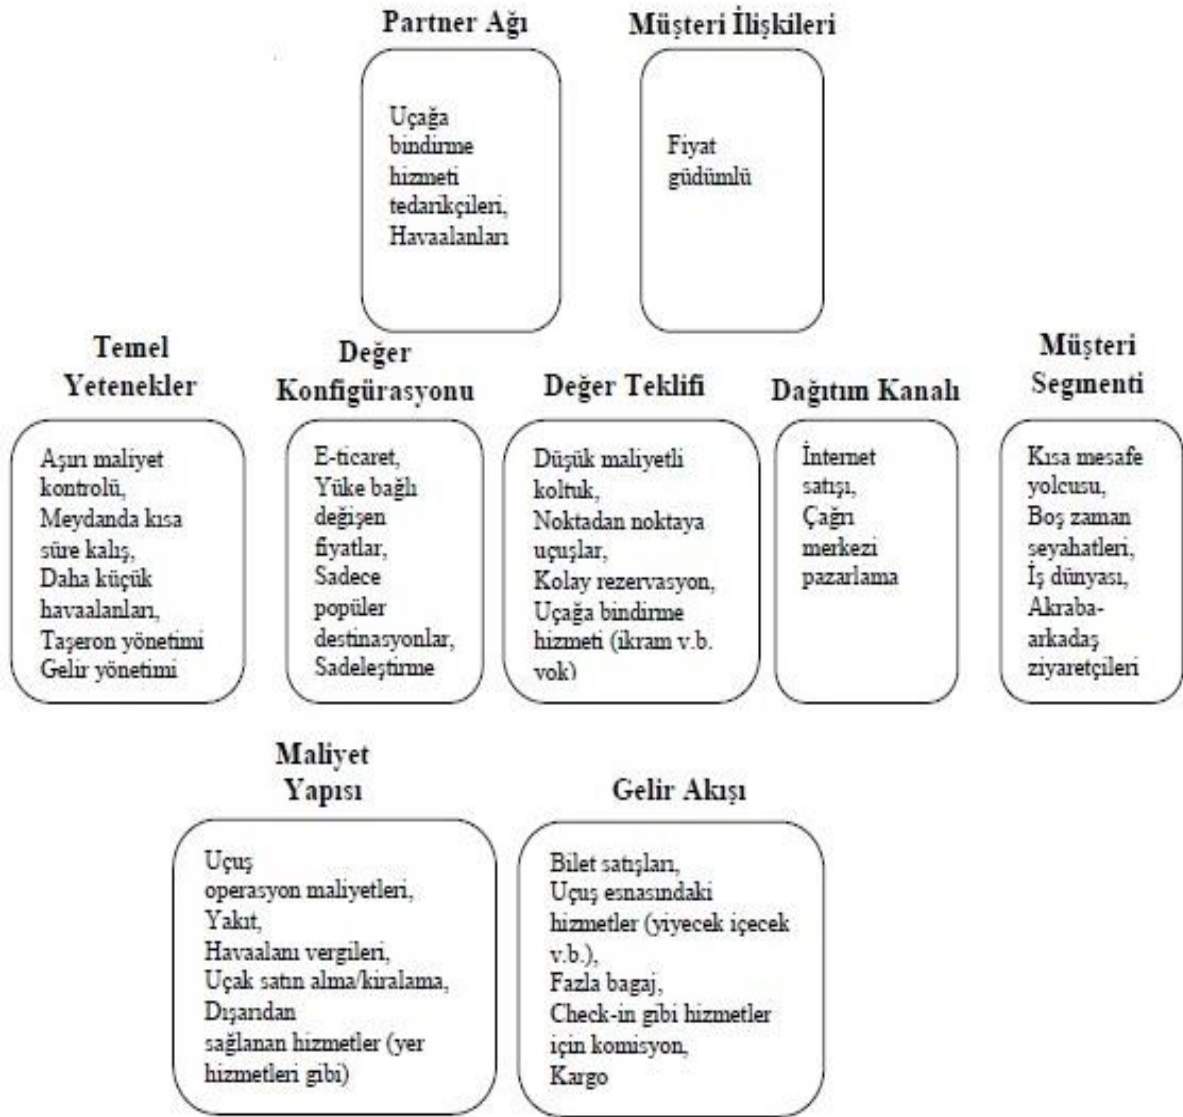 Partner Ağı
Uçağa
bindirme
hizmeti
tedarikçileri,
Havaalanları
Müşteri İlişkileri
Fiyat
güdümlü
Temel
Yetenekler
Aşırı maliyet
kontrolü,
Meydanda kısa
süre kalış,
Daha küçük
havaalanları,
Taşeron yönetimi
Gelir yönetimi
Değer
Konfigürasyonu
E-ticaret,
Yüke bağlı
değişen
fiyatlar,
Sadece
popüler
destinasyonlar,
Sadeleştirme
Değer Teklifi
Düşük maliyetli
koltuk,
Noktadan noktaya
uçuşlar,
Kolay rezervasyon,
Uçağa bindirme
hizmeti (ikram v.b.
yok)
Dağıtım Kanalı
İnternet
satışı,
Çağrı
merkezi
pazarlama
Müşteri
Segmenti
Kısa mesafe
yolcusu,
Boş zaman
seyahatleri,
İş dünyası,
Akraba-
arkadaş
ziyaretçileri
Maliyet
Yapısı
Uçuş
operasyon maliyetleri,
Yakıt,
Havaalanı vergileri,
Uçak satın alma/kiralama,
Dışarıdan
sağlanan hizmetler (yer
hizmetleri gibi)
Gelir Akışı
Bilet satışları,
Uçuş esnasındaki
hizmetler (yiyecek içecek
v.b.),
Fazla bagaj,
Check-in gibi hizmetler
için komisyon,
Kargo